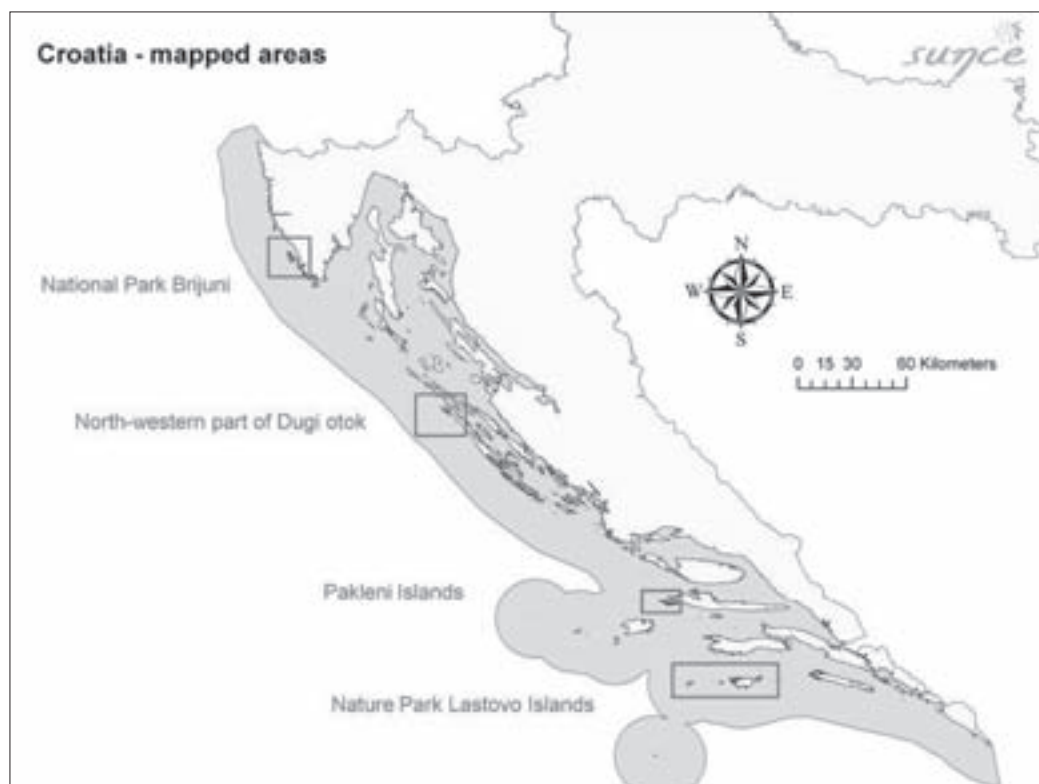 Croatia - mapped areas
sunce
National Park Brijuni
N
W E
S
0 15 30 60 Kilometers
North-western part of Dugi otok
Pakleni Islands
Nature Park Lastovo Islands